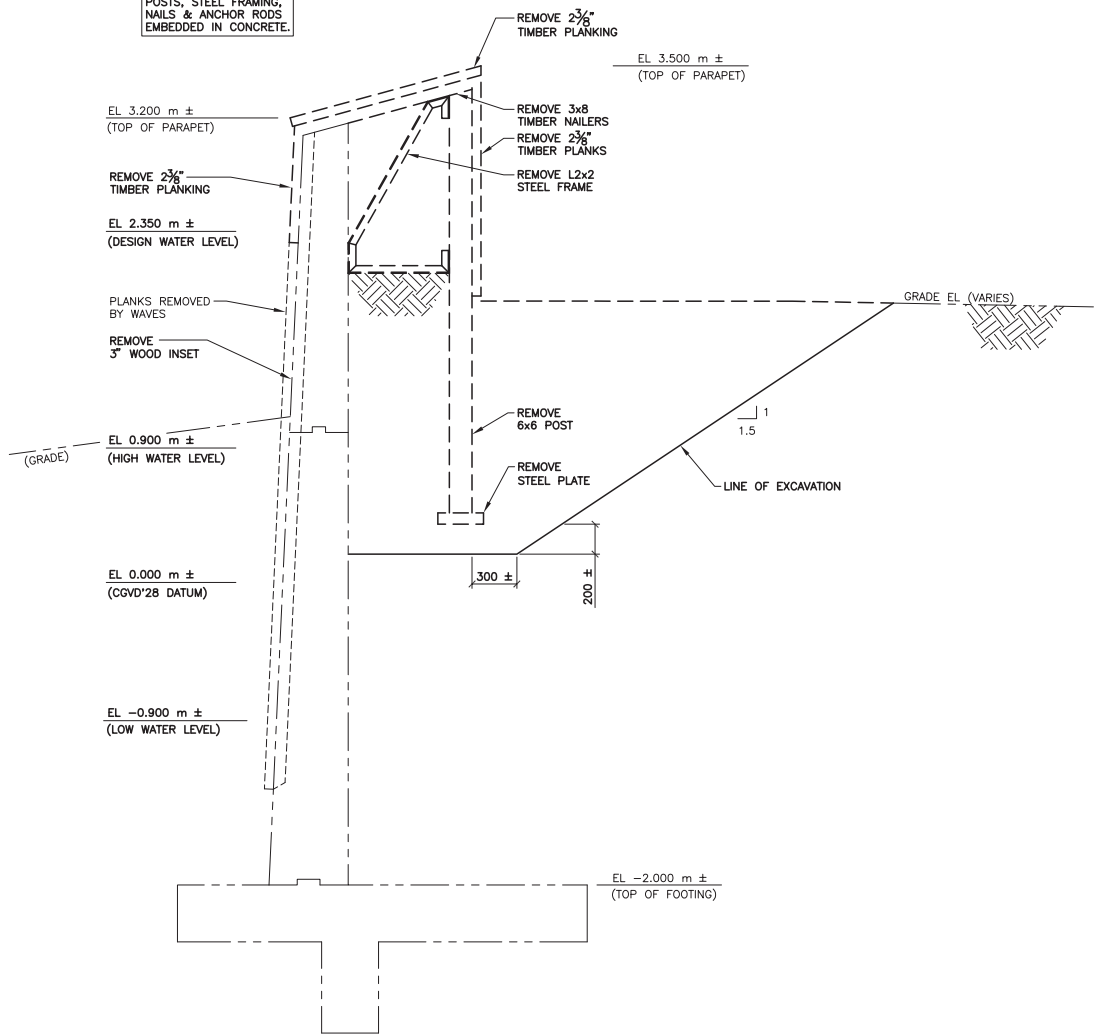 POSTS, STEEL FRAMING,
NAILS & ANCHOR RODS
EMBEDDED IN CONCRETE.
REMOVE 2⅜"
TIMBER PLANKING
EL 3.500 m ±
(TOP OF PARAPET)
EL 3.200 m ±
(TOP OF PARAPET)
REMOVE 3x8
TIMBER NAILERS
REMOVE 2⅜"
TIMBER PLANKS
REMOVE L2x2
STEEL FRAME
REMOVE 2⅜"
TIMBER PLANKING
EL 2.350 m ±
(DESIGN WATER LEVEL)
PLANKS REMOVED
BY WAVES
GRADE EL (VARIES)
REMOVE
3" WOOD INSET
REMOVE
6x6 POST
1
1.5
EL 0.900 m ±
(HIGH WATER LEVEL)
(GRADE)
REMOVE
STEEL PLATE
LINE OF EXCAVATION
300 ±
200 ±
EL 0.000 m ±
(CGVD'28 DATUM)
EL -0.900 m ±
(LOW WATER LEVEL)
EL -2.000 m ±
(TOP OF FOOTING)